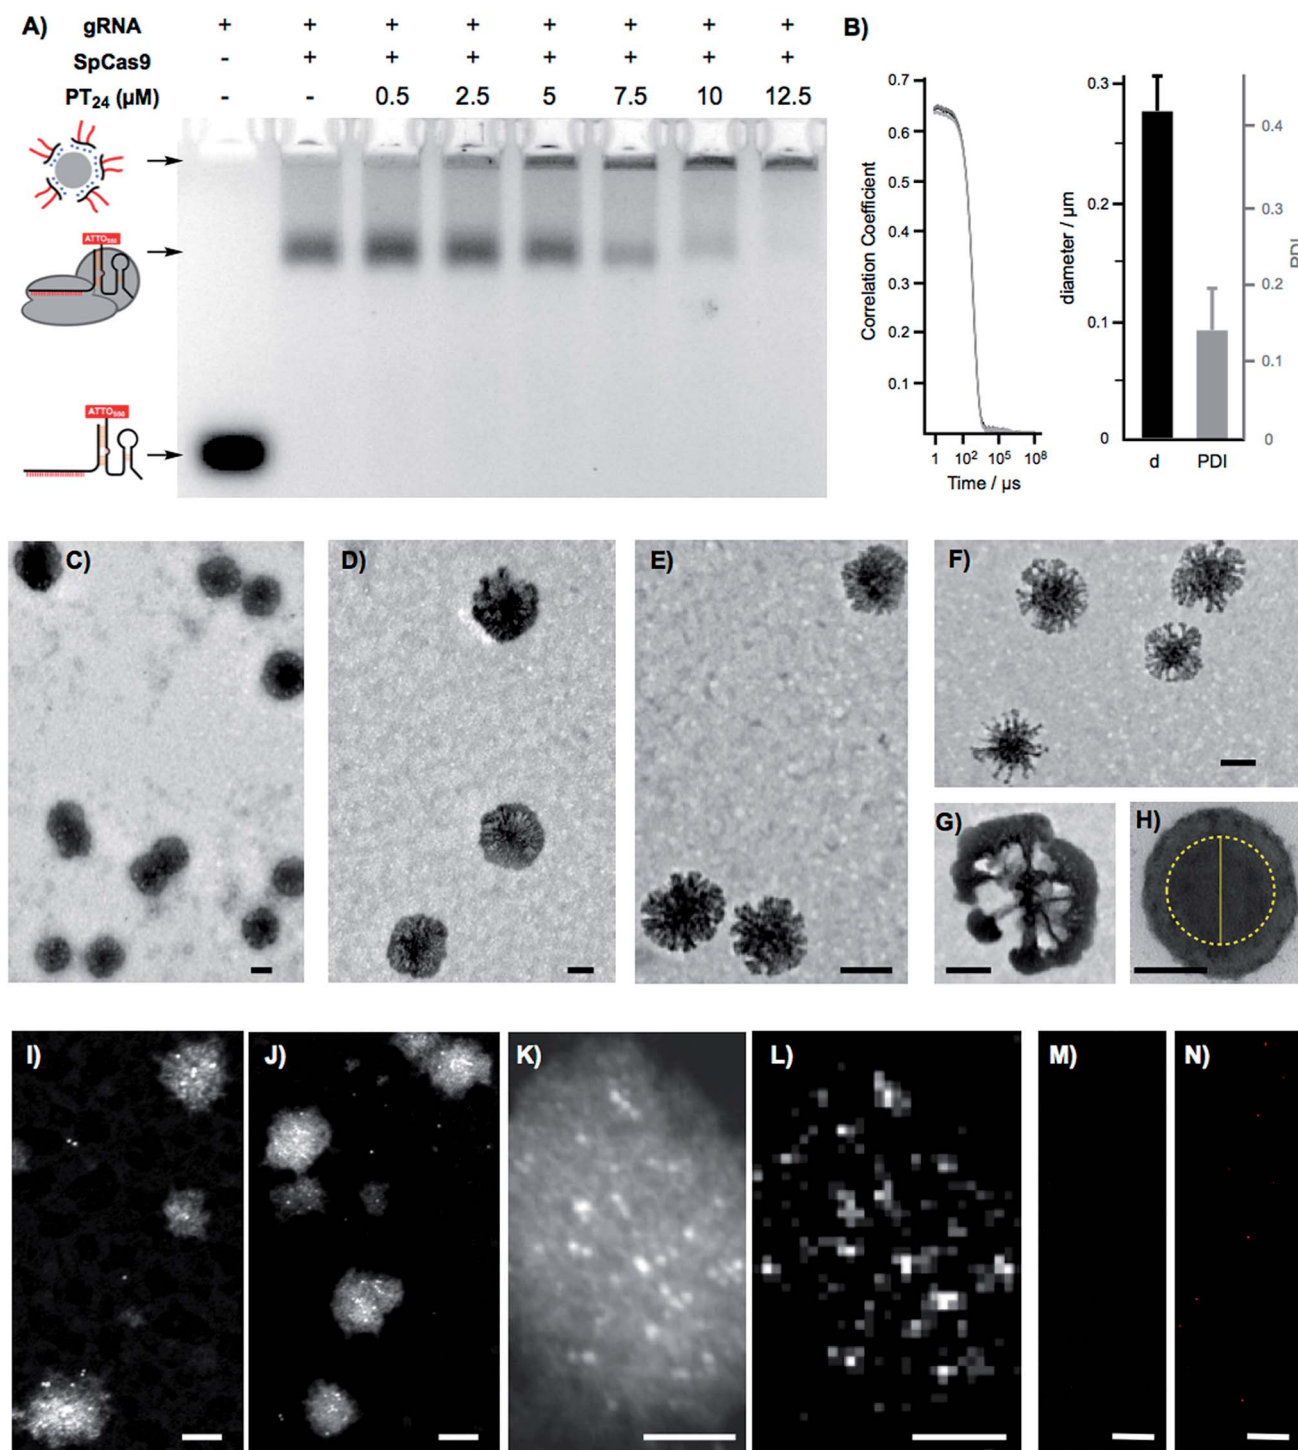 A) gRNA + + + + + + + +
SpCas9 - + + + + + + +
PT24 (µM) - - 0.5 2.5 5 7.5 10 12.5
ATTO550
ATTO550
B)
0.7
0.6
0.5
0.4
0.3
0.2
0.1
Correlation Coefficient
1 10² 10⁵ 10⁸
Time / µs
0.3
0.2
0.1
0
diameter / µm
0.4
0.3
0.2
0.1
0
PDI
d PDI
C)
D)
E)
F)
G)
H)
I)
J)
K)
L)
M)
N)